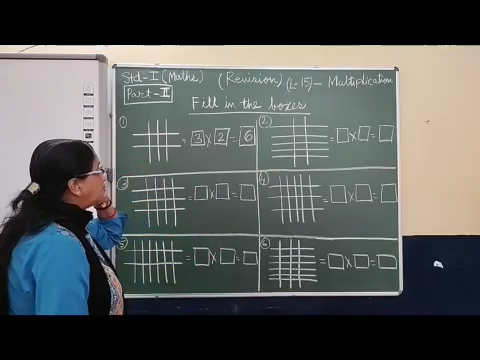 Std-I (Maths) (Revision) (L-15)- Multiplication
Part-II
Fill in the boxes
① = 3 x 2 = 6 ② = □ x □ = □
③ = □ x □ = □ ④ = □ x □ = □
⑤ = □ x □ = □ ⑥ = □ x □ = □